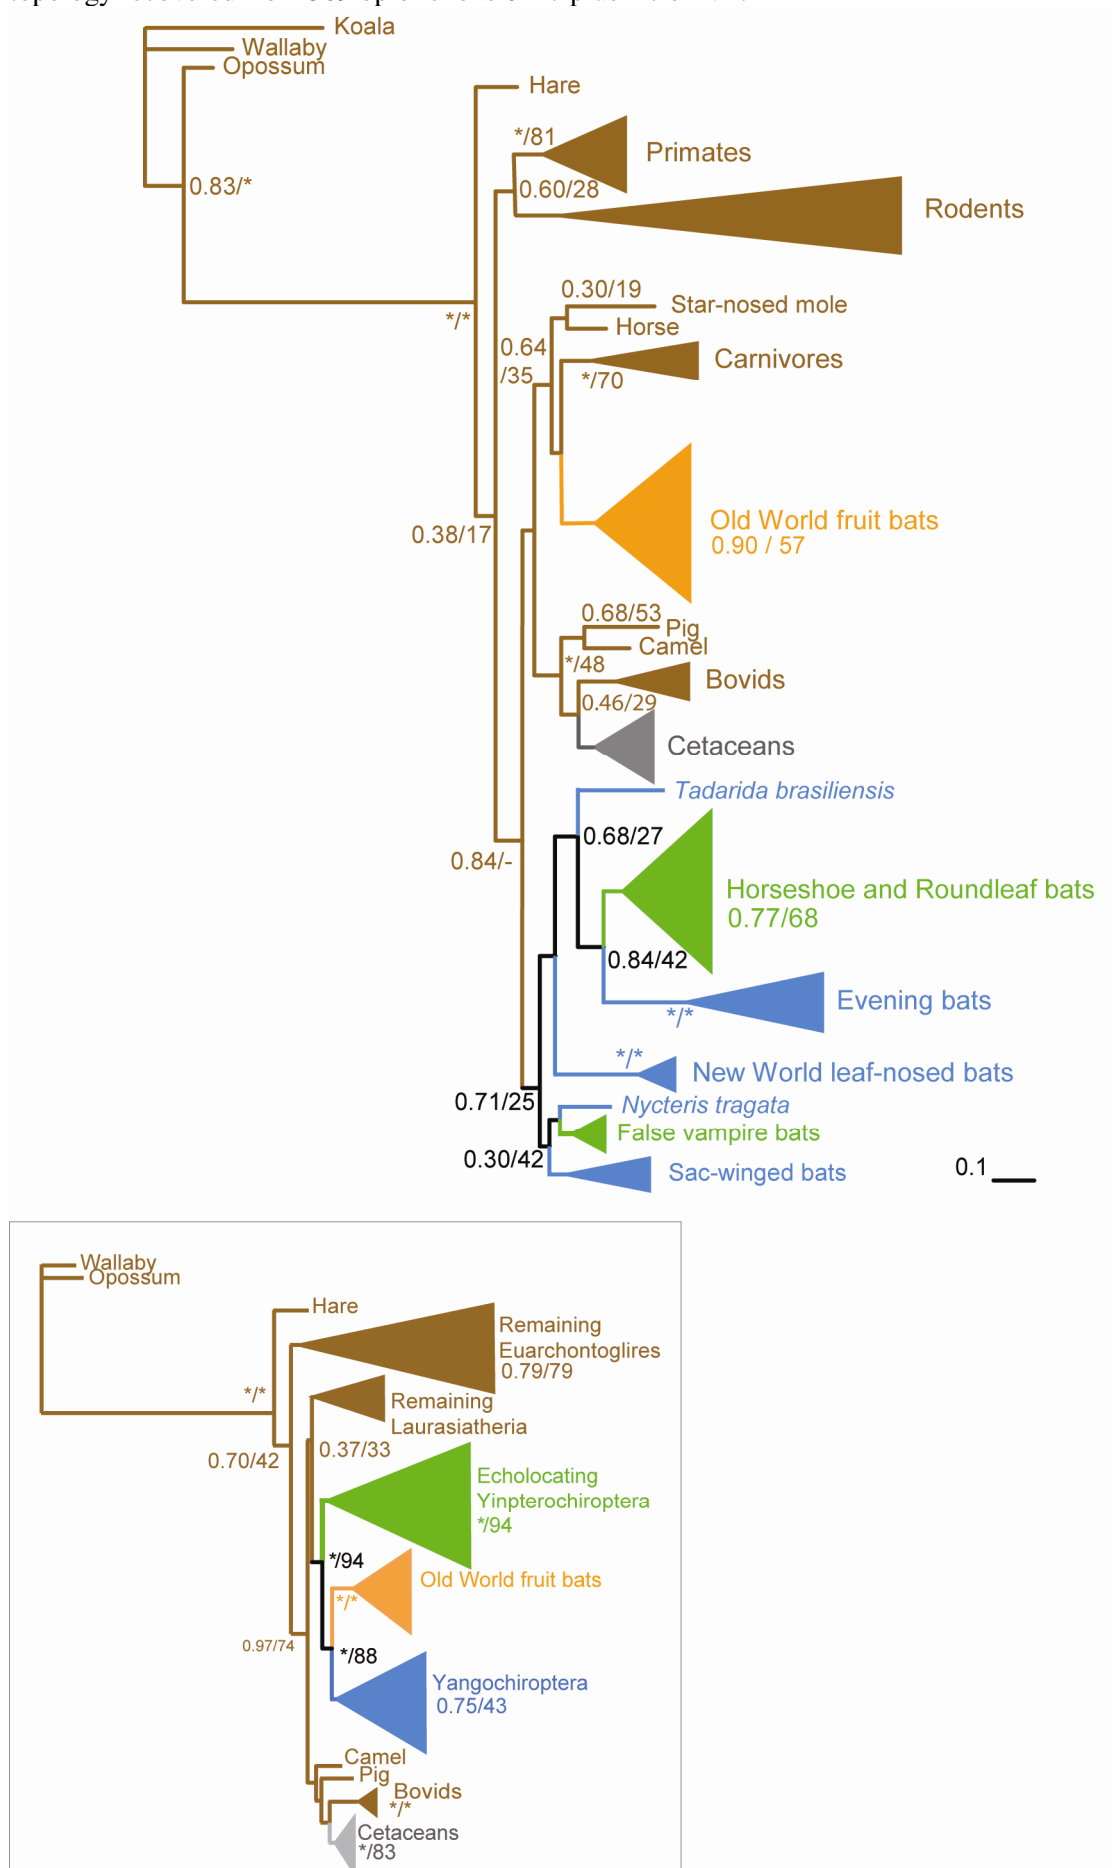 Koala
Wallaby
Opossum
Hare
*/81
Primates
0.83/*
0.60/28
Rodents
0.30/19
Star-nosed mole
*/*
Horse
0.64
/35
Carnivores
*/70
Old World fruit bats
0.90 / 57
0.38/17
0.68/53
Pig
Camel
*/48
Bovids
0.46/29
Cetaceans
Tadarida brasiliensis
0.68/27
0.84/-
Horseshoe and Roundleaf bats
0.77/68
0.84/42
Evening bats
*/*
*/*
New World leaf-nosed bats
0.71/25
Nycteris tragata
False vampire bats
0.30/42
Sac-winged bats
0.1
Wallaby
Opossum
Hare
Remaining
Euarchontoglires
0.79/79
*/*
Remaining
Laurasiatheria
0.37/33
0.70/42
Echolocating
Yinpterochiroptera
*/94
*/94
Old World fruit bats
*/*
0.97/74
*/88
Yangochiroptera
0.75/43
Camel
Pig
Bovids
*/*
Cetaceans
*/83